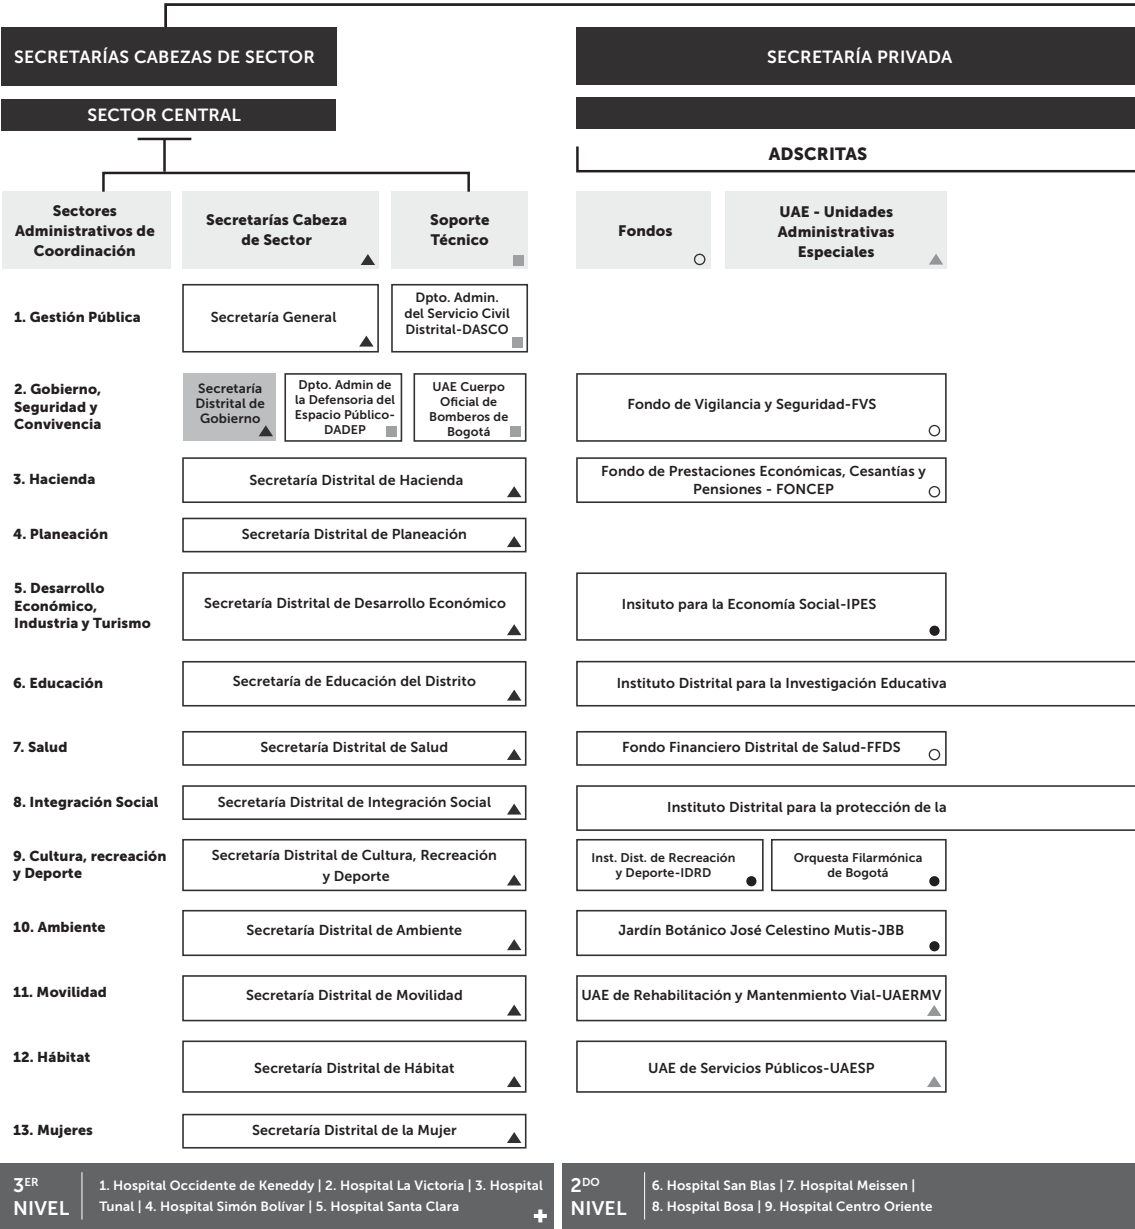 SECRETARÍAS CABEZAS DE SECTOR
SECRETARÍA PRIVADA
SECTOR CENTRAL
ADSCRITAS
Sectores
Administrativos de
Coordinación
Secretarías Cabeza
de Sector
Soporte
Técnico
Fondos
UAE - Unidades
Administrativas
Especiales
1. Gestión Pública
Secretaría General
Dpto. Admin.
del Servicio Civil
Distrital-DASCO
2. Gobierno,
Seguridad y
Convivencia
Secretaría
Distrital de
Gobierno
Dpto. Admin de
la Defensoria del
Espacio Público-
DADEP
UAE Cuerpo
Oficial de
Bomberos de
Bogotá
Fondo de Vigilancia y Seguridad-FVS
3. Hacienda
Secretaría Distrital de Hacienda
Fondo de Prestaciones Económicas, Cesantías y
Pensiones - FONCEP
4. Planeación
Secretaría Distrital de Planeación
5. Desarrollo
Económico,
Industria y Turismo
Secretaría Distrital de Desarrollo Económico
Insituto para la Economía Social-IPES
6. Educación
Secretaría de Educación del Distrito
Instituto Distrital para la Investigación Educativa
7. Salud
Secretaría Distrital de Salud
Fondo Financiero Distrital de Salud-FFDS
8. Integración Social
Secretaría Distrital de Integración Social
Instituto Distrital para la protección de la
9. Cultura, recreación
y Deporte
Secretaría Distrital de Cultura, Recreación
y Deporte
Inst. Dist. de Recreación
y Deporte-IDRD
Orquesta Filarmónica
de Bogotá
10. Ambiente
Secretaría Distrital de Ambiente
Jardín Botánico José Celestino Mutis-JBB
11. Movilidad
Secretaría Distrital de Movilidad
UAE de Rehabilitación y Mantenmiento Vial-UAERMV
12. Hábitat
Secretaría Distrital de Hábitat
UAE de Servicios Públicos-UAESP
13. Mujeres
Secretaría Distrital de la Mujer
3ER
NIVEL
1. Hospital Occidente de Keneddy | 2. Hospital La Victoria | 3. Hospital
Tunal | 4. Hospital Simón Bolívar | 5. Hospital Santa Clara
2DO
NIVEL
6. Hospital San Blas | 7. Hospital Meissen |
8. Hospital Bosa | 9. Hospital Centro Oriente